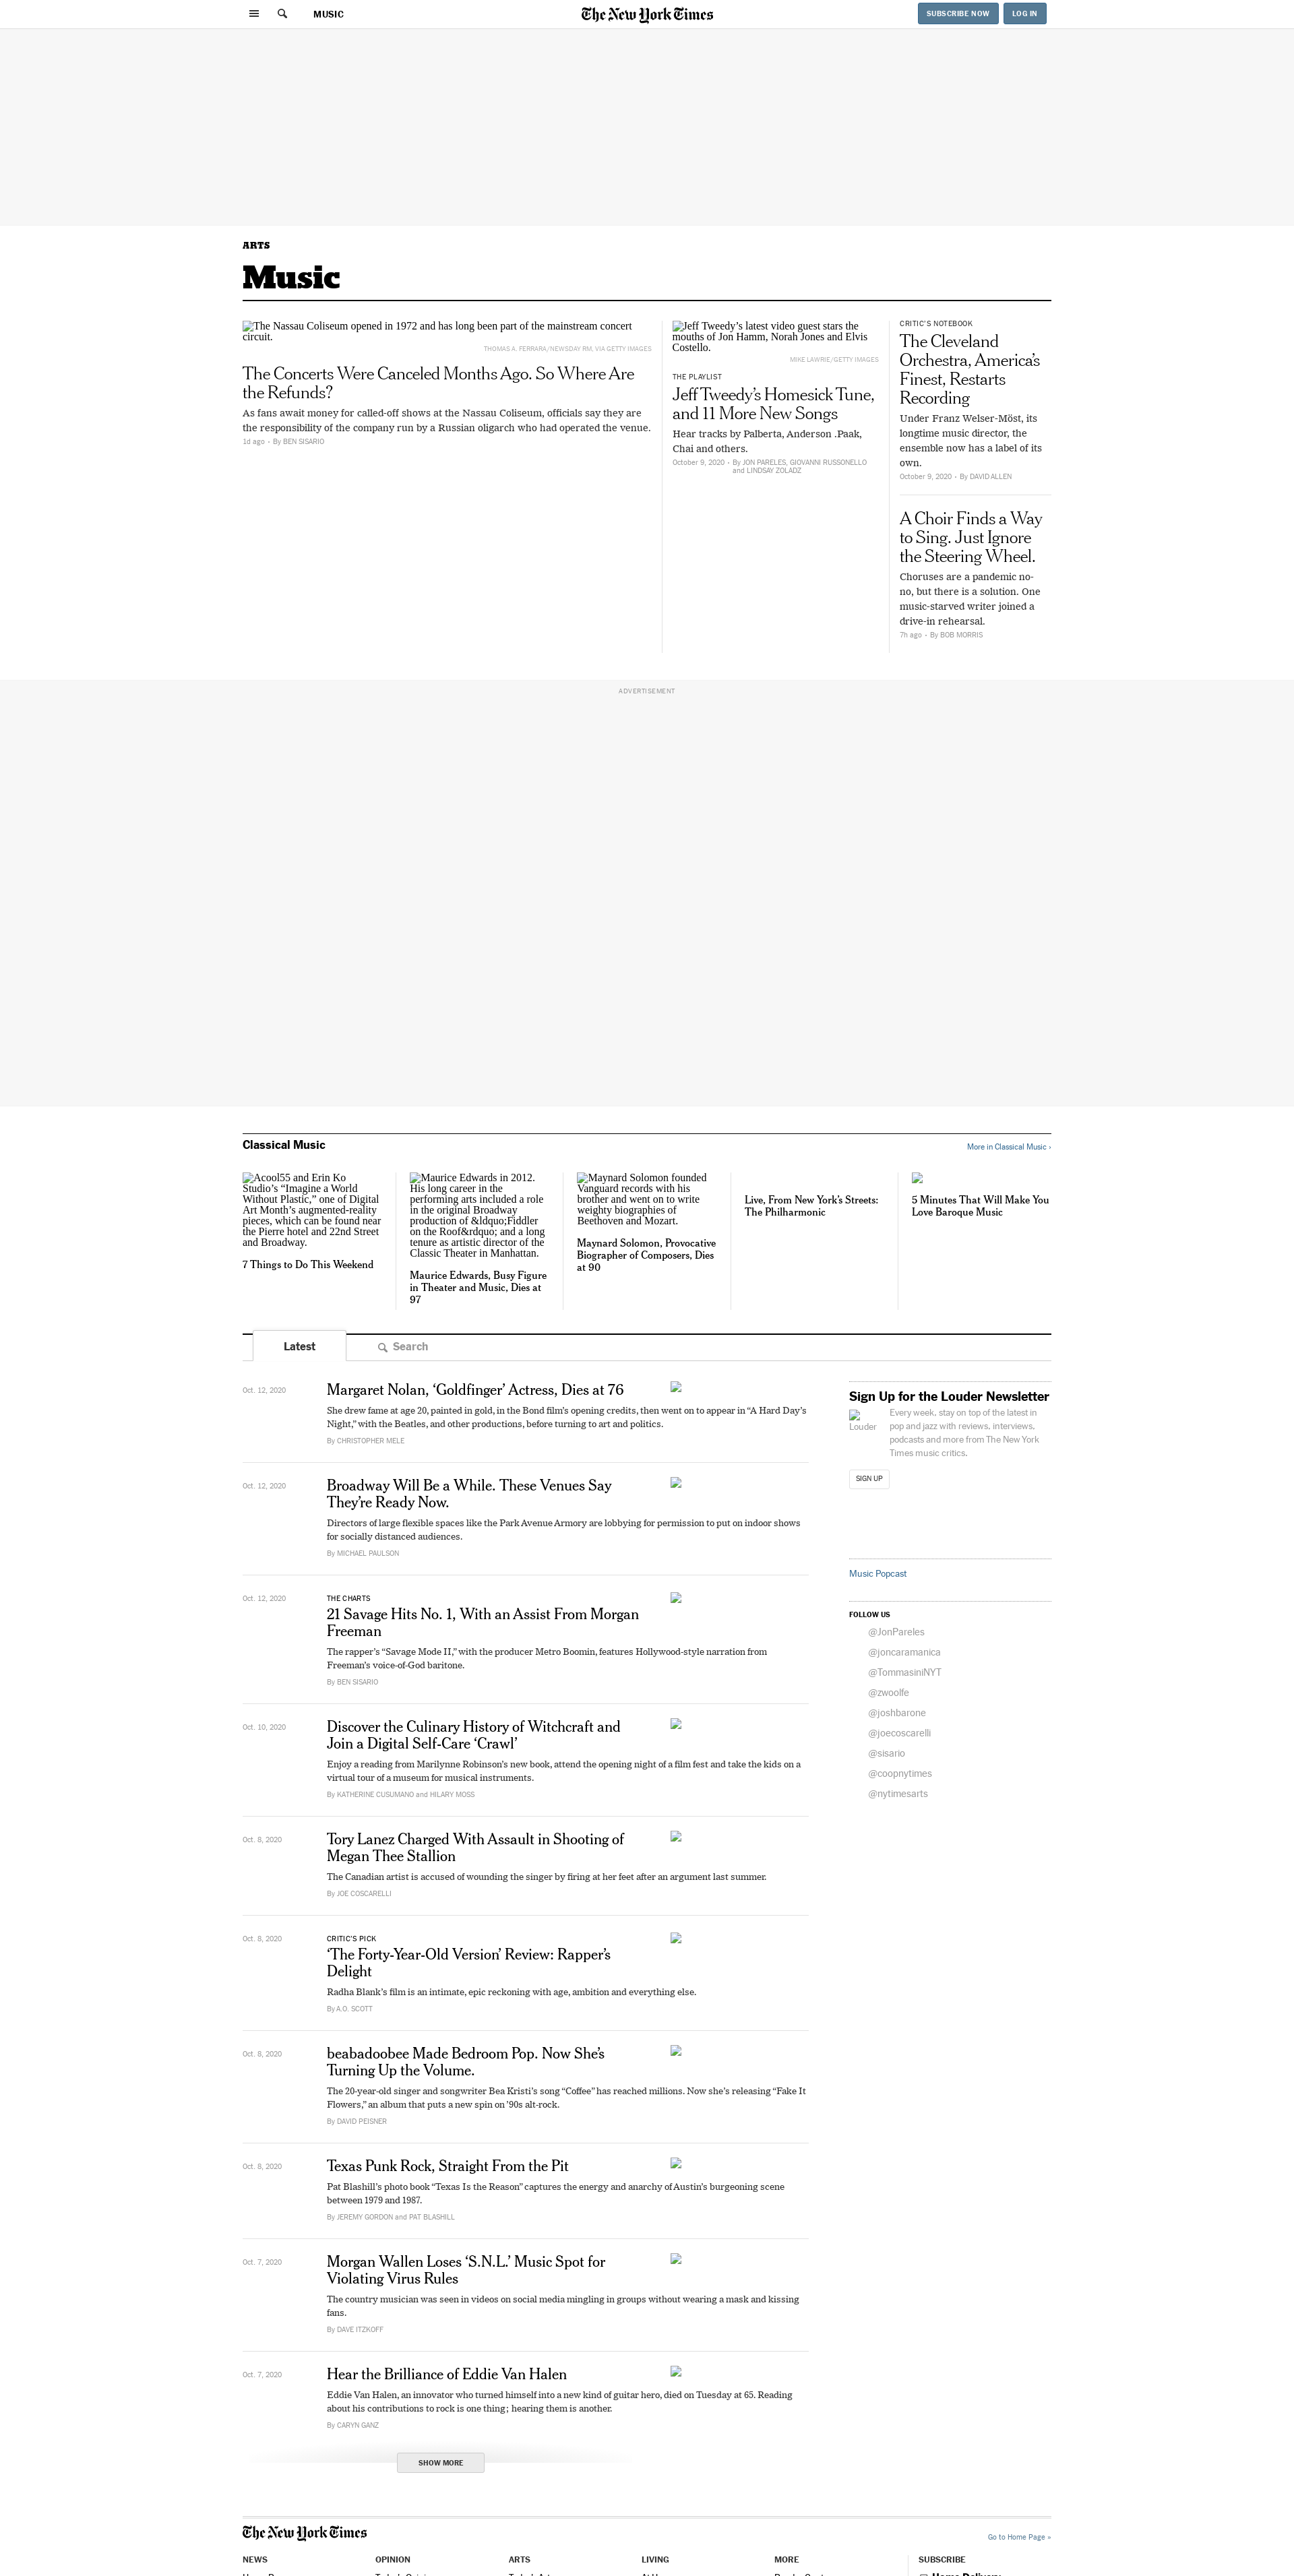 MUSIC
The New York Times
SUBSCRIBE NOW
LOG IN
ARTS
Music
The Nassau Coliseum opened in 1972 and has long been part of the mainstream concert
circuit.
THOMAS A. FERRARA/NEWSDAY RM, VIA GETTY IMAGES
The Concerts Were Canceled Months Ago. So Where Are
the Refunds?
As fans await money for called-off shows at the Nassau Coliseum, officials say they are
the responsibility of the company run by a Russian oligarch who had operated the venue.
1d ago • By BEN SISARIO
Jeff Tweedy’s latest video guest stars the
mouths of Jon Hamm, Norah Jones and Elvis
Costello.
MIKE LAWRIE/GETTY IMAGES
THE PLAYLIST
Jeff Tweedy’s Homesick Tune,
and 11 More New Songs
Hear tracks by Palberta, Anderson .Paak,
Chai and others.
October 9, 2020 • By JON PARELES, GIOVANNI RUSSONELLO
and LINDSAY ZOLADZ
CRITIC’S NOTEBOOK
The Cleveland
Orchestra, America’s
Finest, Restarts
Recording
Under Franz Welser-Möst, its
longtime music director, the
ensemble now has a label of its
own.
October 9, 2020 • By DAVID ALLEN
A Choir Finds a Way
to Sing. Just Ignore
the Steering Wheel.
Choruses are a pandemic no-
no, but there is a solution. One
music-starved writer joined a
drive-in rehearsal.
7h ago • By BOB MORRIS
ADVERTISEMENT
Classical Music
More in Classical Music ›
Acool55 and Erin Ko
Studio’s “Imagine a World
Without Plastic,” one of Digital
Art Month’s augmented-reality
pieces, which can be found near
the Pierre hotel and 22nd Street
and Broadway.
7 Things to Do This Weekend
Maurice Edwards in 2012.
His long career in the
performing arts included a role
in the original Broadway
production of &ldquo;Fiddler
on the Roof&rdquo; and a long
tenure as artistic director of the
Classic Theater in Manhattan.
Maurice Edwards, Busy Figure
in Theater and Music, Dies at
97
Maynard Solomon founded
Vanguard records with his
brother and went on to write
weighty biographies of
Beethoven and Mozart.
Maynard Solomon, Provocative
Biographer of Composers, Dies
at 90
Live, From New York’s Streets:
The Philharmonic
5 Minutes That Will Make You
Love Baroque Music
Latest
Search
Oct. 12, 2020
Margaret Nolan, ‘Goldfinger’ Actress, Dies at 76
She drew fame at age 20, painted in gold, in the Bond film’s opening credits, then went on to appear in “A Hard Day’s
Night,” with the Beatles, and other productions, before turning to art and politics.
By CHRISTOPHER MELE
Oct. 12, 2020
Broadway Will Be a While. These Venues Say
They’re Ready Now.
Directors of large flexible spaces like the Park Avenue Armory are lobbying for permission to put on indoor shows
for socially distanced audiences.
By MICHAEL PAULSON
Oct. 12, 2020
THE CHARTS
21 Savage Hits No. 1, With an Assist From Morgan
Freeman
The rapper’s “Savage Mode II,” with the producer Metro Boomin, features Hollywood-style narration from
Freeman’s voice-of-God baritone.
By BEN SISARIO
Oct. 10, 2020
Discover the Culinary History of Witchcraft and
Join a Digital Self-Care ‘Crawl’
Enjoy a reading from Marilynne Robinson’s new book, attend the opening night of a film fest and take the kids on a
virtual tour of a museum for musical instruments.
By KATHERINE CUSUMANO and HILARY MOSS
Oct. 8, 2020
Tory Lanez Charged With Assault in Shooting of
Megan Thee Stallion
The Canadian artist is accused of wounding the singer by firing at her feet after an argument last summer.
By JOE COSCARELLI
Oct. 8, 2020
CRITIC’S PICK
‘The Forty-Year-Old Version’ Review: Rapper’s
Delight
Radha Blank’s film is an intimate, epic reckoning with age, ambition and everything else.
By A.O. SCOTT
Oct. 8, 2020
beabadoobee Made Bedroom Pop. Now She’s
Turning Up the Volume.
The 20-year-old singer and songwriter Bea Kristi’s song “Coffee” has reached millions. Now she’s releasing “Fake It
Flowers,” an album that puts a new spin on ’90s alt-rock.
By DAVID PEISNER
Oct. 8, 2020
Texas Punk Rock, Straight From the Pit
Pat Blashill’s photo book “Texas Is the Reason” captures the energy and anarchy of Austin’s burgeoning scene
between 1979 and 1987.
By JEREMY GORDON and PAT BLASHILL
Oct. 7, 2020
Morgan Wallen Loses ‘S.N.L.’ Music Spot for
Violating Virus Rules
The country musician was seen in videos on social media mingling in groups without wearing a mask and kissing
fans.
By DAVE ITZKOFF
Oct. 7, 2020
Hear the Brilliance of Eddie Van Halen
Eddie Van Halen, an innovator who turned himself into a new kind of guitar hero, died on Tuesday at 65. Reading
about his contributions to rock is one thing; hearing them is another.
By CARYN GANZ
SHOW MORE
Sign Up for the Louder Newsletter
Louder
Every week, stay on top of the latest in
pop and jazz with reviews, interviews,
podcasts and more from The New York
Times music critics.
SIGN UP
Music Popcast
FOLLOW US
@JonPareles
@joncaramanica
@TommasiniNYT
@zwoolfe
@joshbarone
@joecoscarelli
@sisario
@coopnytimes
@nytimesarts
The New York Times
Go to Home Page »
NEWS
OPINION
ARTS
LIVING
MORE
SUBSCRIBE